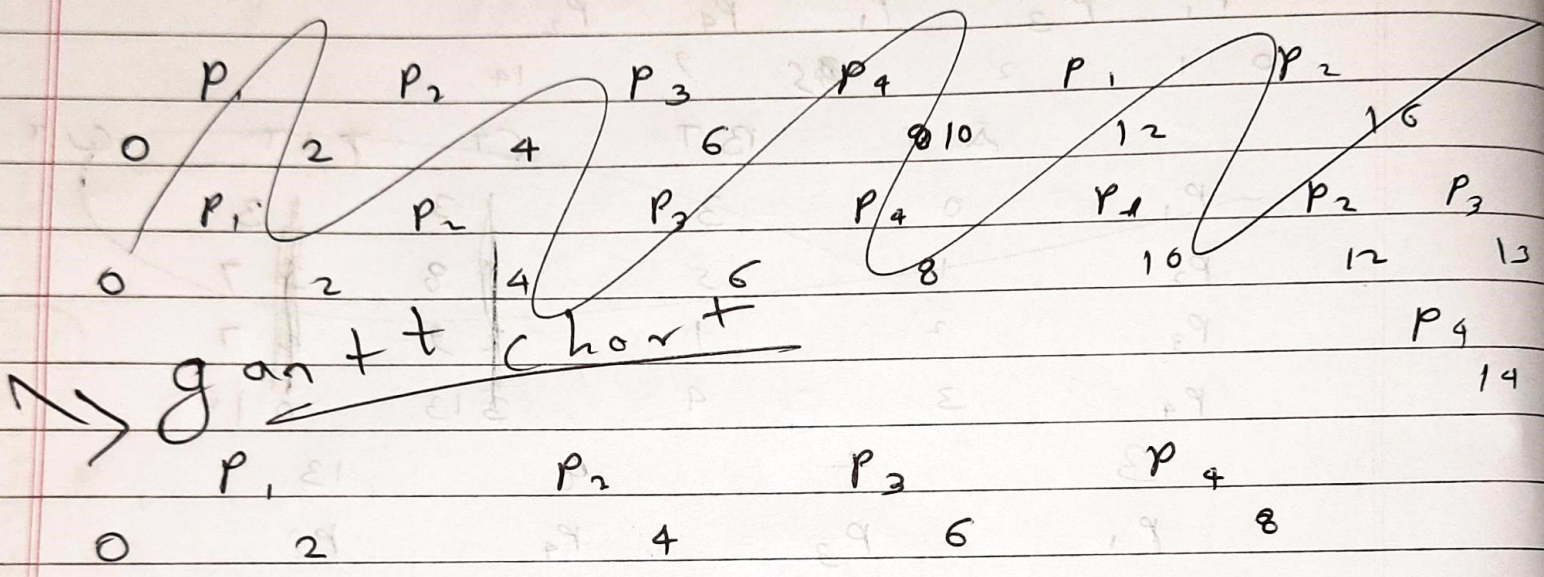 P1 P2 P3 P4 P1 P2
0 2 4 6 10 12 16
P1 P2 P3 P4 P1 P2 P3
0 2 4 6 8 10 12 13
P4
14
gantt chart
P1 P2 P3 P4
0 2 4 6 8